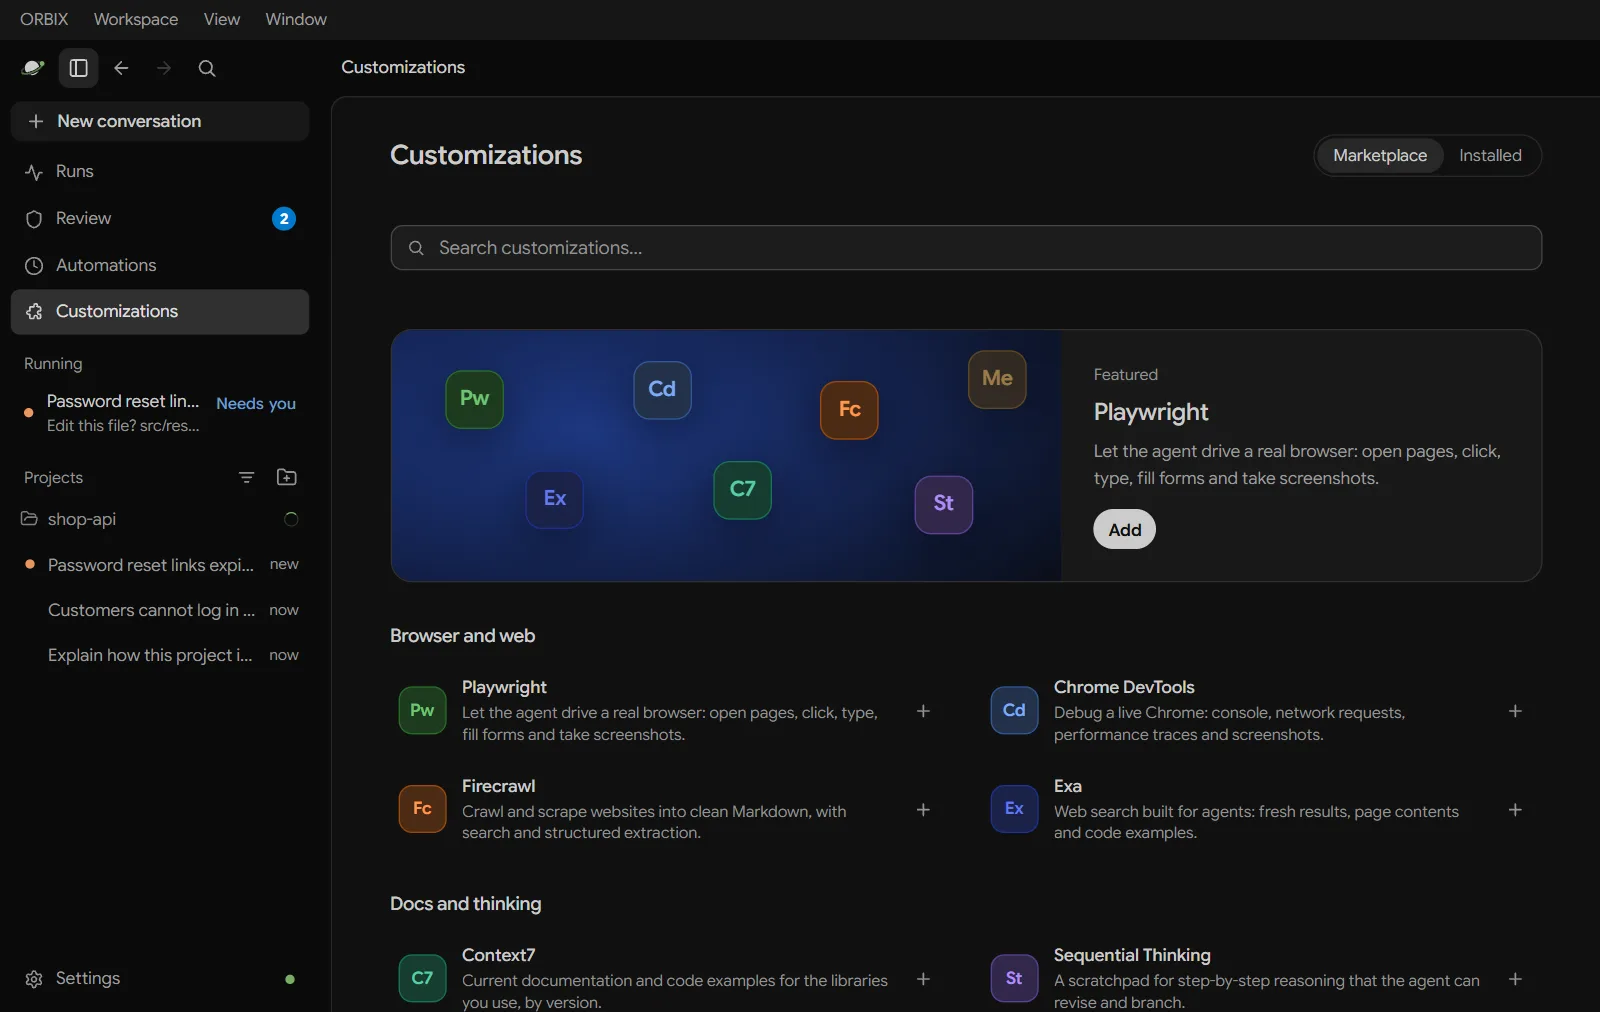 ORBIX Workspace View Window
Customizations
New conversation
Runs
Review 2
Automations
Customizations
Running
Password reset lin... Needs you
Edit this file? src/res...
Projects
shop-api
Password reset links expi... new
Customers cannot log in ... now
Explain how this project i... now
Settings
Customizations
Marketplace Installed
Search customizations...
Pw
Cd
Fc
Me
Ex
C7
St
Featured
Playwright
Let the agent drive a real browser: open pages, click,
type, fill forms and take screenshots.
Add
Browser and web
Pw
Playwright
Let the agent drive a real browser: open pages, click, type,
fill forms and take screenshots.
Cd
Chrome DevTools
Debug a live Chrome: console, network requests,
performance traces and screenshots.
Fc
Firecrawl
Crawl and scrape websites into clean Markdown, with
search and structured extraction.
Ex
Exa
Web search built for agents: fresh results, page contents
and code examples.
Docs and thinking
C7
Context7
Current documentation and code examples for the libraries
you use, by version.
St
Sequential Thinking
A scratchpad for step-by-step reasoning that the agent can
revise and branch.